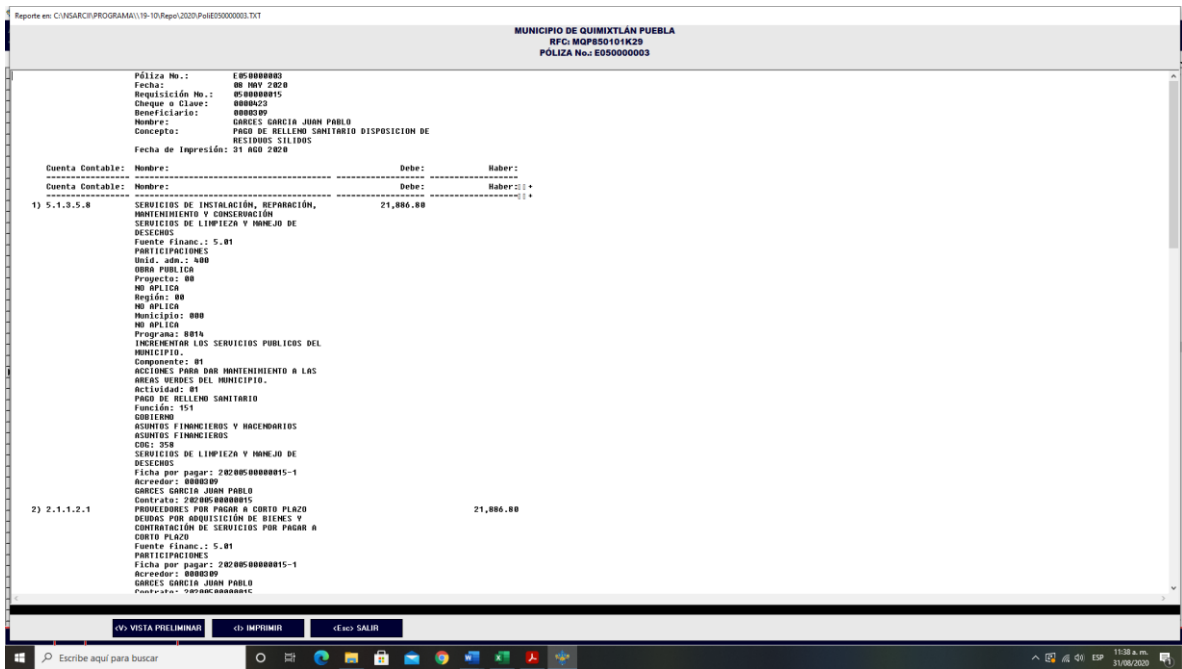 Reporte en: C:\NSARCII\PROGRAMA\\19-10\Repo\2020\PoliE050000003.TXT
MUNICIPIO DE QUIMIXTLÁN PUEBLA
RFC: MQP850101K29
PÓLIZA No.: E050000003
Póliza No.: E050000003
Fecha: 08 MAY 2020
Requisición No.: 0500000015
Cheque o Clave: 0000423
Beneficiario: 0000309
Nombre: GARCES GARCIA JUAN PABLO
Concepto: PAGO DE RELLENO SANITARIO DISPOSICION DE
RESIDUOS SILIDOS
Fecha de Impresión: 31 AGO 2020
Cuenta Contable: Nombre: Debe: Haber:
Cuenta Contable: Nombre: Debe: Haber:
1) 5.1.3.5.8 SERVICIOS DE INSTALACIÓN, REPARACIÓN, 21,886.80
MANTENIMIENTO Y CONSERVACIÓN
SERVICIOS DE LIMPIEZA Y MANEJO DE
DESECHOS
Fuente financ.: 5.01
PARTICIPACIONES
Unid. adm.: 400
OBRA PUBLICA
Proyecto: 00
NO APLICA
Región: 00
NO APLICA
Municipio: 000
NO APLICA
Programa: 8014
INCREMENTAR LOS SERVICIOS PUBLICOS DEL
MUNICIPIO.
Componente: 01
ACCIONES PARA DAR MANTENIMIENTO A LAS
AREAS VERDES DEL MUNICIPIO.
Actividad: 01
PAGO DE RELLENO SANITARIO
Función: 151
GOBIERNO
ASUNTOS FINANCIEROS Y HACENDARIOS
ASUNTOS FINANCIEROS
COG: 358
SERVICIOS DE LIMPIEZA Y MANEJO DE
DESECHOS
Ficha por pagar: 20200500000015-1
Acreedor: 0000309
GARCES GARCIA JUAN PABLO
Contrato: 20200500000015
2) 2.1.1.2.1 PROVEEDORES POR PAGAR A CORTO PLAZO 21,886.80
DEUDAS POR ADQUISICIÓN DE BIENES Y
CONTRATACIÓN DE SERVICIOS POR PAGAR A
CORTO PLAZO
Fuente financ.: 5.01
PARTICIPACIONES
Ficha por pagar: 20200500000015-1
Acreedor: 0000309
GARCES GARCIA JUAN PABLO
Contrato: 20200500000015
<V> VISTA PRELIMINAR <I> IMPRIMIR <Esc> SALIR
Escribe aquí para buscar
ESP 11:38 a. m.
31/08/2020